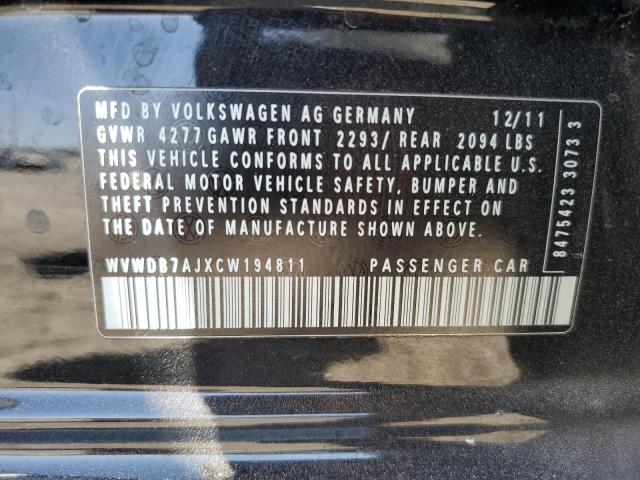 MFD BY VOLKSWAGEN AG GERMANY 12/11
GVWR 4277 GAWR FRONT 2293/ REAR 2094 LBS
THIS VEHICLE CONFORMS TO ALL APPLICABLE U.S.
FEDERAL MOTOR VEHICLE SAFETY, BUMPER AND
THEFT PREVENTION STANDARDS IN EFFECT ON
THE DATE OF MANUFACTURE SHOWN ABOVE.
WVWDB7AJXCW194811 PASSENGER CAR
8475423 3073 3